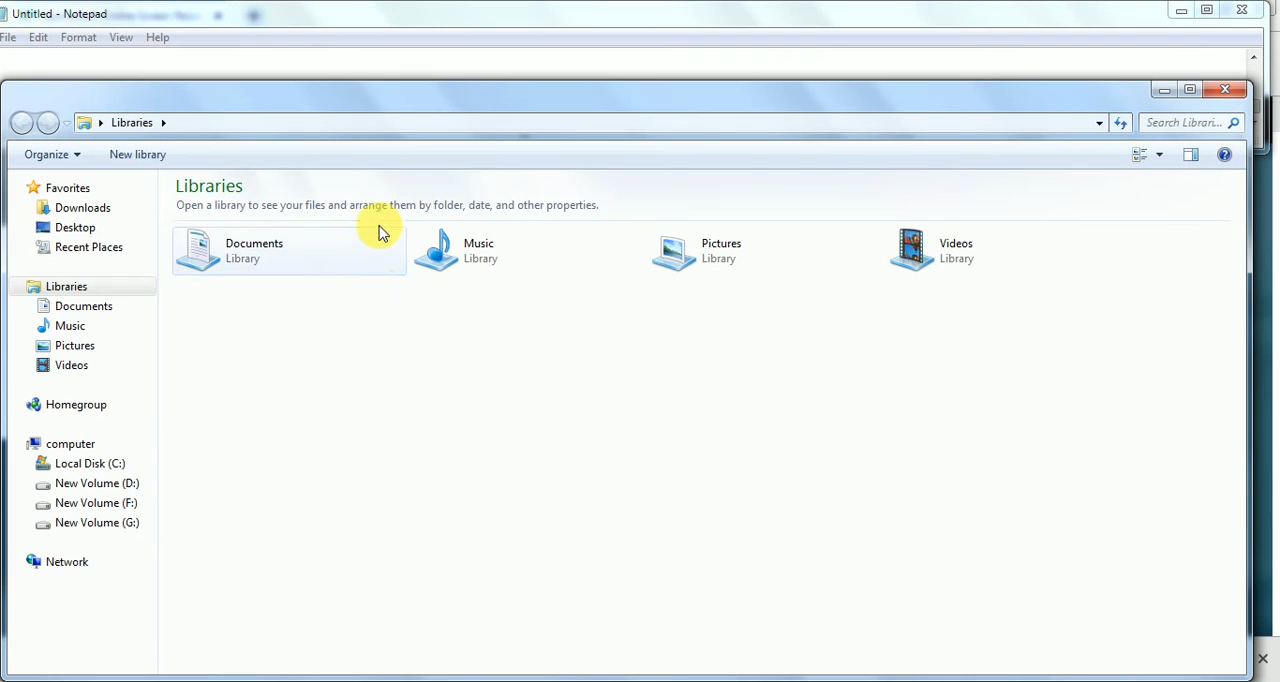 Untitled - Notepad
File Edit Format View Help
Libraries
Search Librari...
Organize New library
Favorites
Downloads
Desktop
Recent Places
Libraries
Documents
Music
Pictures
Videos
Homegroup
computer
Local Disk (C:)
New Volume (D:)
New Volume (F:)
New Volume (G:)
Network
Libraries
Open a library to see your files and arrange them by folder, date, and other properties.
Documents
Library
Music
Library
Pictures
Library
Videos
Library